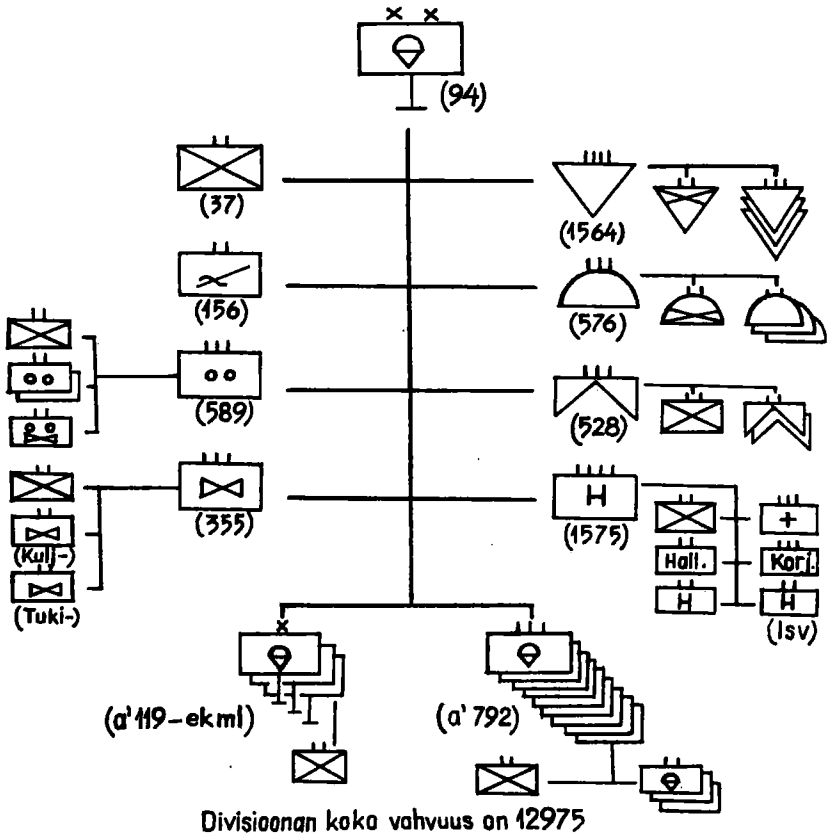 (94)
(37)
(1564)
(156)
(576)
(589)
(528)
(355)
(1575)
(Kulj-)
(Tuki-)
Hall.
+
Korj.
H
H
H
(Isv)
(a' 119-ekml)
(a' 792)
Divisioonan koko vahvuus on 12975